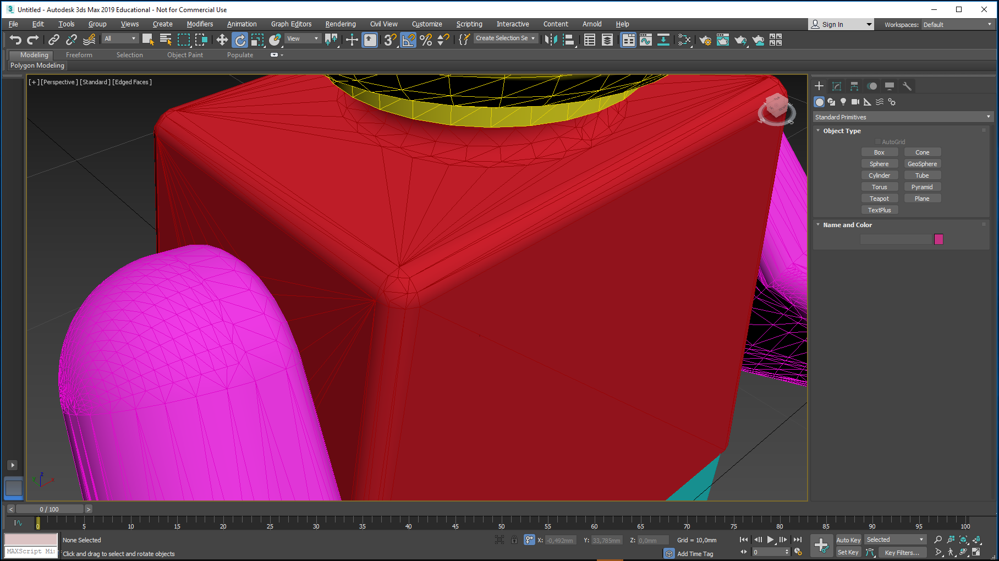 3 Untitled - Autodesk 3ds Max 2019 Educational - Not for Commercial Use
File Edit Tools Group Views Create Modifiers Animation Graph Editors Rendering Civil View Customize Scripting Interactive Content Arnold Help Sign In Workspaces: Default
All View Create Selection Se
Modeling Freeform Selection Object Paint Populate
Polygon Modeling
[+] [Perspective ] [Standard ] [Edged Faces ]
Standard Primitives
Object Type
AutoGrid
Box Cone
Sphere GeoSphere
Cylinder Tube
Torus Pyramid
Teapot Plane
TextPlus
Name and Color
W S
z
y x
< 0 / 100 >
0 5 10 15 20 25 30 35 40 45 50 55 60 65 70 75 80 85 90 95 100
None Selected X: -0,492mm Y: 33,785mm Z: 0,0mm Grid = 10,0mm Auto Key Selected
MAXScript Mi
Click and drag to select and rotate objects Add Time Tag 0 Set Key Key Filters...